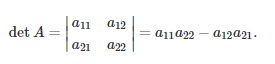 det A = | a₁₁ a₁₂ | = a₁₁a₂₂ − a₁₂a₂₁.
| a₂₁ a₂₂ |